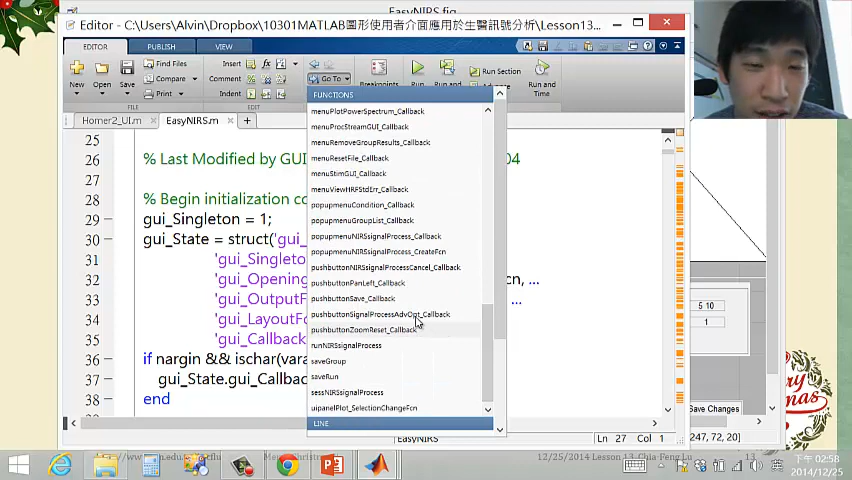 EasyNIRS.fig
Editor - C:\Users\Alvin\Dropbox\10301MATLAB圖形使用者介面應用於生醫訊號分析\Lesson13...
EDITOR
PUBLISH
VIEW
New
Open
Save
Find Files
Compare
Print
FILE
Insert
Comment
Indent
EDIT
Go To
Breakpoints
Run
Run and
Run Section
Run and
Time
FUNCTIONS
Homer2_UI.m
EasyNIRS.m
menuPlotPowerSpectrum_Callback
menuProcStreamGUI_Callback
menuRemoveGroupResults_Callback
menuResetFile_Callback
menuStimGUI_Callback
menuViewHRFStdErr_Callback
popupmenuCondition_Callback
popupmenuGroupList_Callback
popupmenuNIRSsignalProcess_Callback
popupmenuNIRSsignalProcess_CreateFcn
pushbuttonNIRSsignalProcessCancel_Callback
pushbuttonPanLeft_Callback
pushbuttonSave_Callback
pushbuttonSignalProcessAdvOpt_Callback
pushbuttonZoomReset_Callback
runNIRSsignalProcess
saveGroup
saveRun
sessNIRSsignalProcess
uipanelPlot_SelectionChangeFcn
LINE
25
26 % Last Modified by GUI 04
27
28 % Begin initialization co
29 gui_Singleton = 1;
30 gui_State = struct('gui_
31 'gui_Singleto
32 'gui_Opening cn, ...
33 'gui_OutputF ...
34 'gui_LayoutF
35 'gui_Callbac
36 if nargin && ischar(vara
37 gui_State.gui_Callbac
38 end
5 10
1
Save Changes
247, 72, 20]
EasyNIRS
Ln 27 Col 1
12/25/2014 Lesson 13-Chia-Feng Lu
13
下午 02:58
2014/12/25